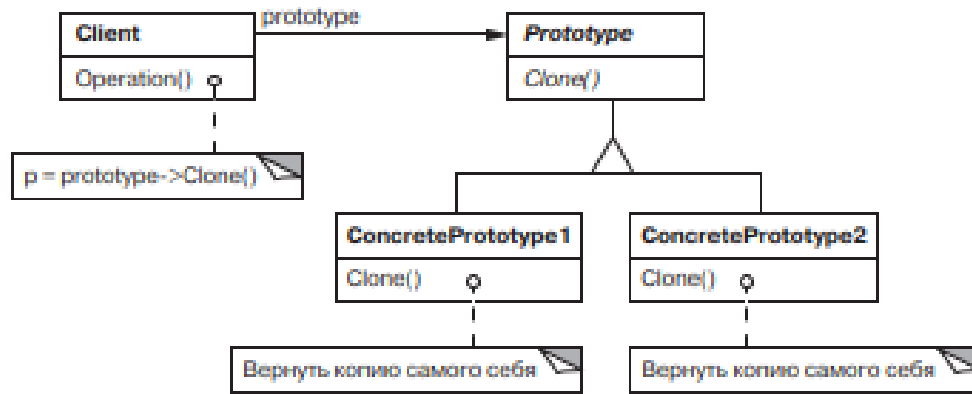 prototype
Client
Prototype
Operation()
Clone()
p = prototype->Clone()
ConcretePrototype1
ConcretePrototype2
Clone()
Clone()
Вернуть копию самого себя
Вернуть копию самого себя